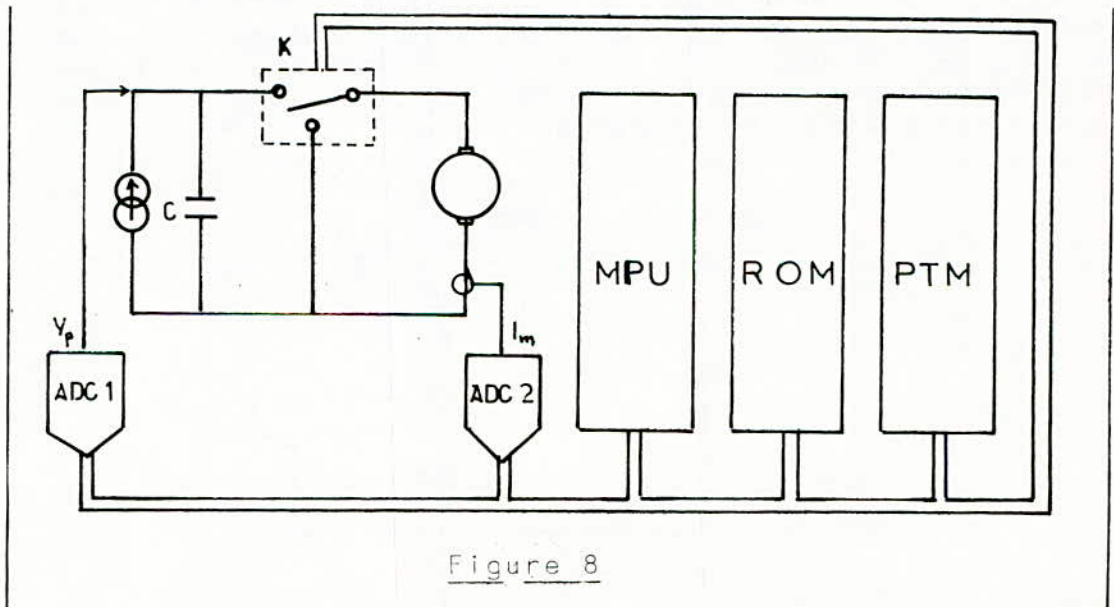 K
C
MPU
ROM
PTM
Vp
Im
ADC 1
ADC 2
Figure 8